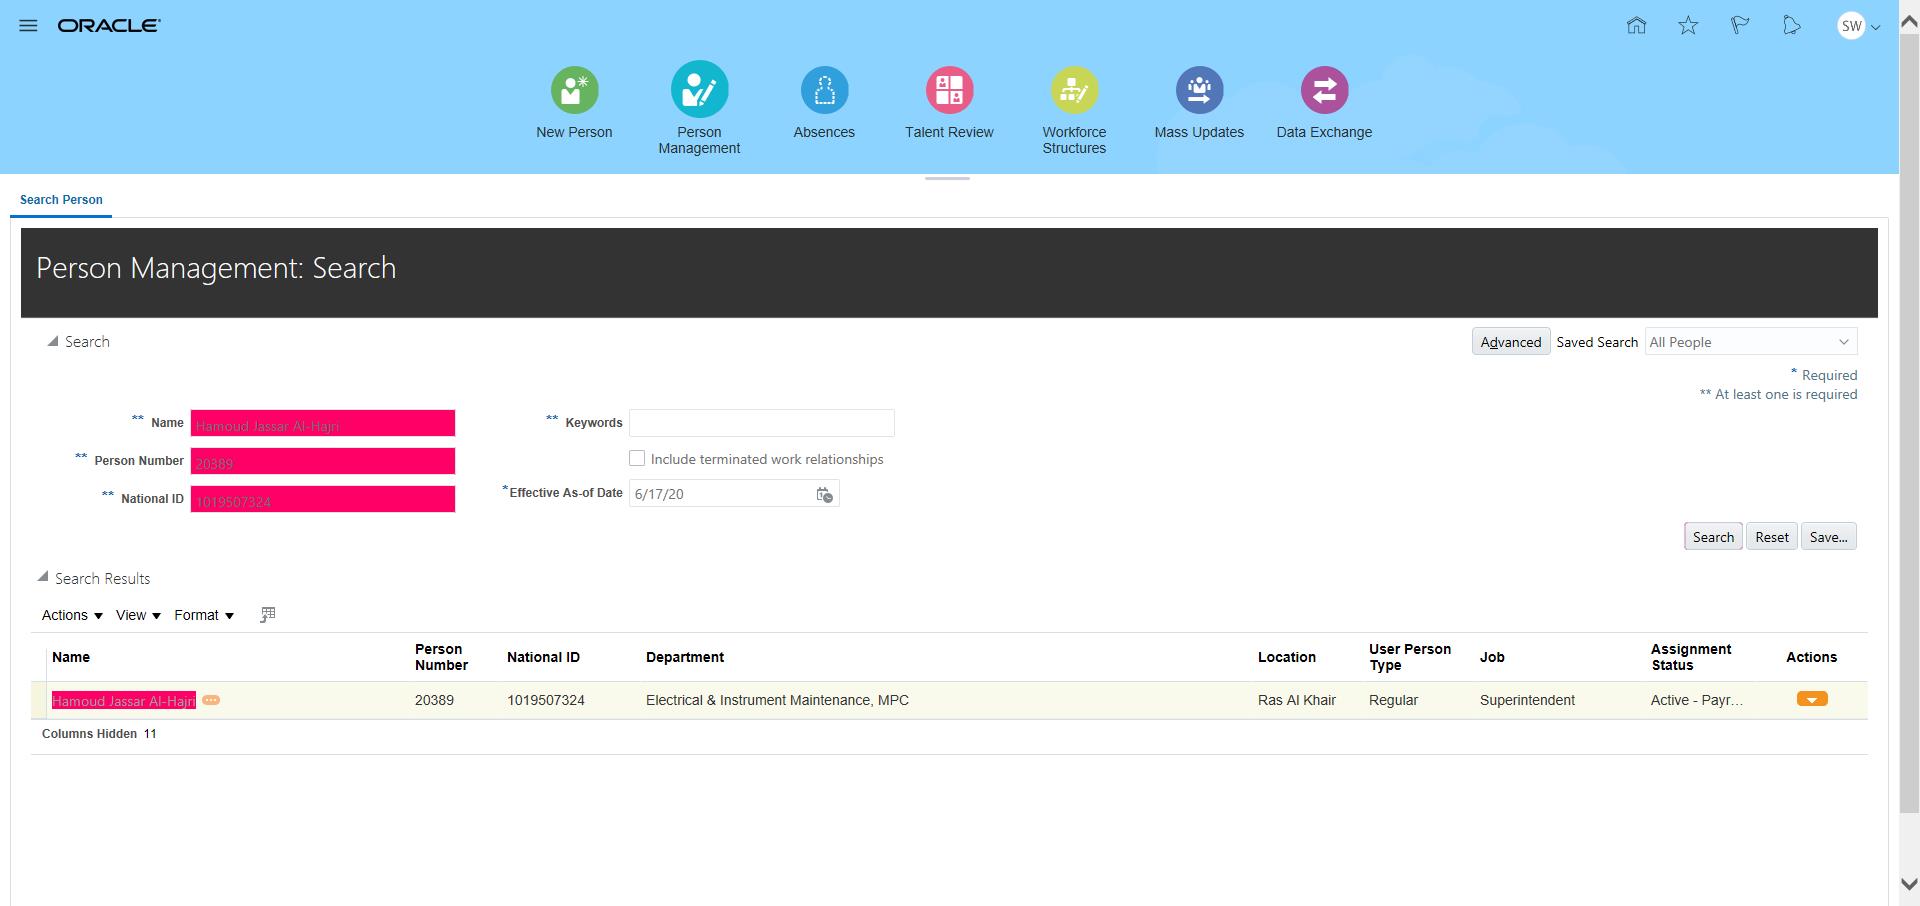 ORACLE
SW
New Person
Person Management
Absences
Talent Review
Workforce Structures
Mass Updates
Data Exchange
Search Person
Person Management: Search
Search
Advanced Saved Search All People
* Required
** At least one is required
** Name Hamoud Jassar Al-Hajri
** Keywords
** Person Number 20389
Include terminated work relationships
** National ID 1019507324
*Effective As-of Date 6/17/20
Search Reset Save...
Search Results
Actions View Format
Name Person Number National ID Department Location User Person Type Job Assignment Status Actions
Hamoud Jassar Al-Hajri 20389 1019507324 Electrical & Instrument Maintenance, MPC Ras Al Khair Regular Superintendent Active - Payr...
Columns Hidden 11